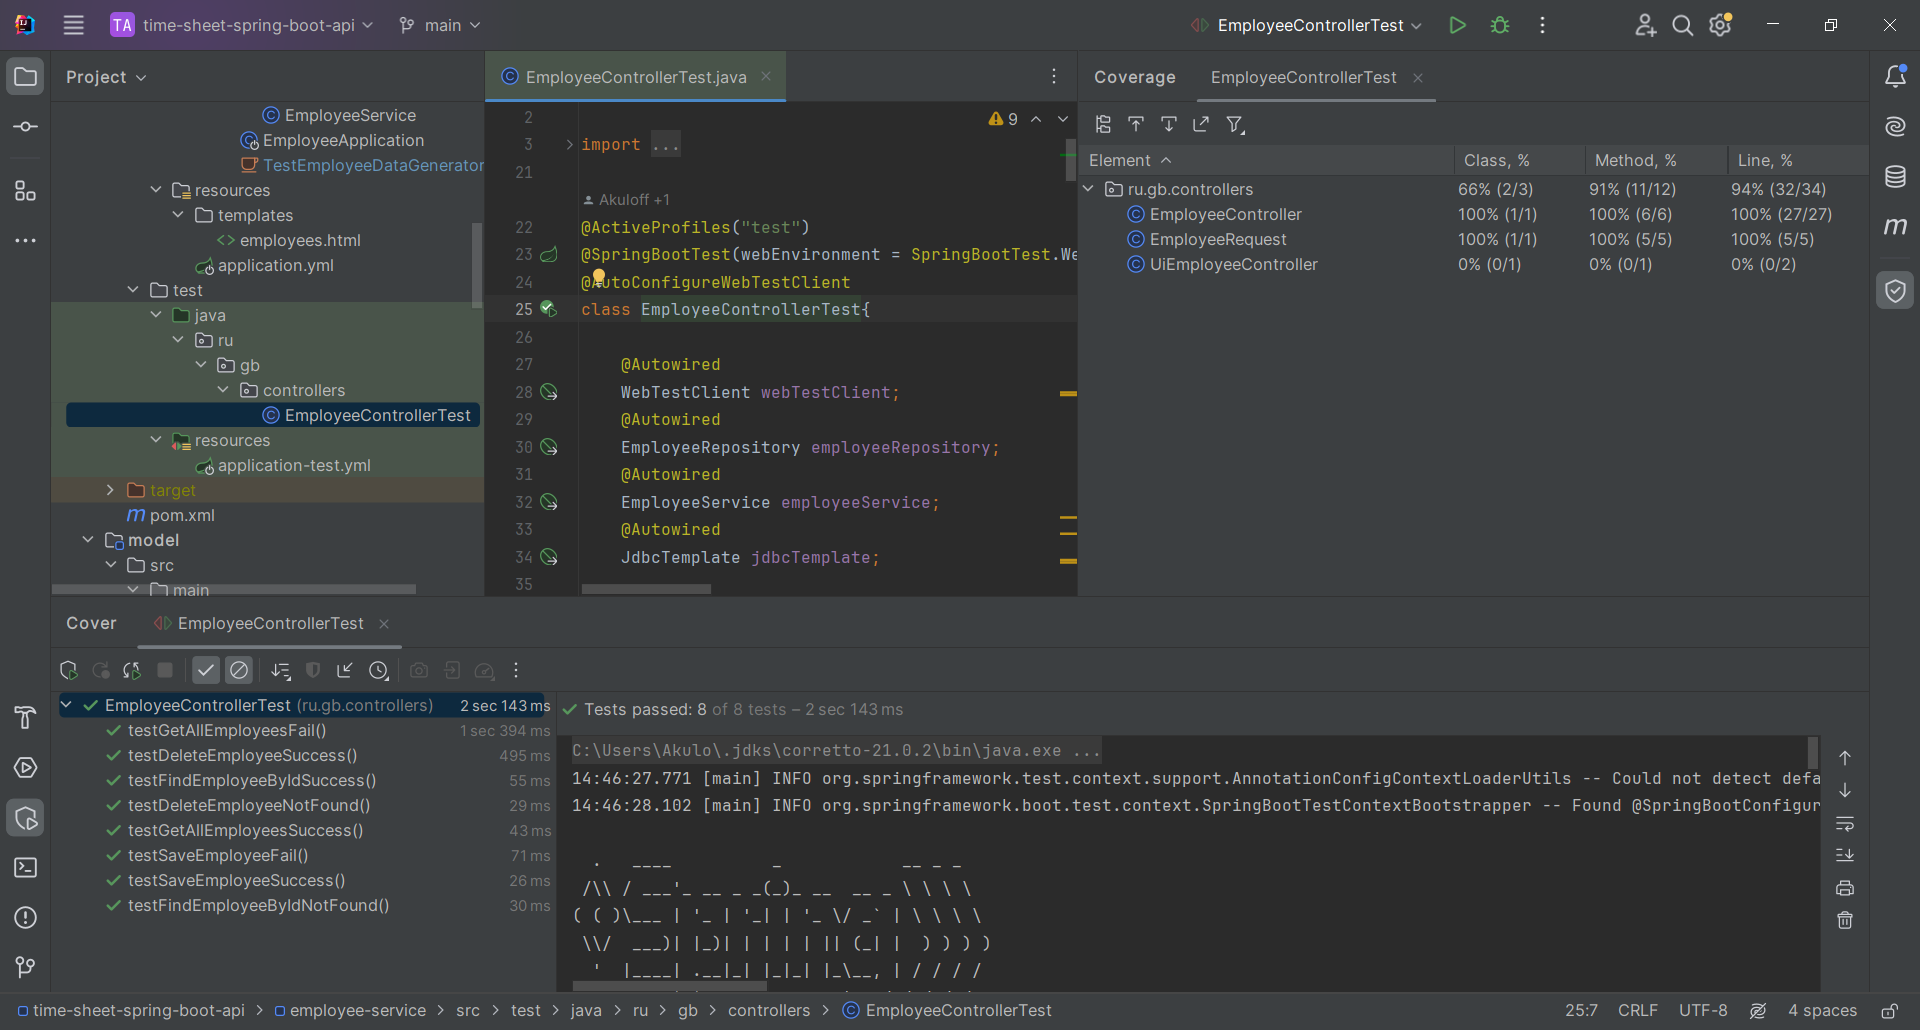 TA time-sheet-spring-boot-api main EmployeeControllerTest
Project
EmployeeService
EmployeeApplication
TestEmployeeDataGenerator
resources
templates
employees.html
application.yml
test
java
ru
gb
controllers
EmployeeControllerTest
resources
application-test.yml
target
pom.xml
model
src
main
EmployeeControllerTest.java
9
2
3 import ...
21
Akuloff +1
22 @ActiveProfiles("test")
23 @SpringBootTest(webEnvironment = SpringBootTest.We
24 @AutoConfigureWebTestClient
25 class EmployeeControllerTest{
26
27 @Autowired
28 WebTestClient webTestClient;
29 @Autowired
30 EmployeeRepository employeeRepository;
31 @Autowired
32 EmployeeService employeeService;
33 @Autowired
34 JdbcTemplate jdbcTemplate;
35
Coverage EmployeeControllerTest
Element Class, % Method, % Line, %
ru.gb.controllers 66% (2/3) 91% (11/12) 94% (32/34)
EmployeeController 100% (1/1) 100% (6/6) 100% (27/27)
EmployeeRequest 100% (1/1) 100% (5/5) 100% (5/5)
UiEmployeeController 0% (0/1) 0% (0/1) 0% (0/2)
Cover EmployeeControllerTest
EmployeeControllerTest (ru.gb.controllers) 2 sec 143 ms
testGetAllEmployeesFail() 1 sec 394 ms
testDeleteEmployeeSuccess() 495 ms
testFindEmployeeByIdSuccess() 55 ms
testDeleteEmployeeNotFound() 29 ms
testGetAllEmployeesSuccess() 43 ms
testSaveEmployeeFail() 71 ms
testSaveEmployeeSuccess() 26 ms
testFindEmployeeByIdNotFound() 30 ms
Tests passed: 8 of 8 tests – 2 sec 143 ms
C:\Users\Akulo\.jdks\corretto-21.0.2\bin\java.exe ...
14:46:27.771 [main] INFO org.springframework.test.context.support.AnnotationConfigContextLoaderUtils -- Could not detect defa
14:46:28.102 [main] INFO org.springframework.boot.test.context.SpringBootTestContextBootstrapper -- Found @SpringBootConfigur
  .   ____          _            __ _ _
 /\\ / ___'_ __ _ _(_)_ __  __ _ \ \ \ \
( ( )\___ | '_ | '_| | '_ \/ _` | \ \ \ \
 \\/  ___)| |_)| | | | | || (_| |  ) ) ) )
  '  |____| .__|_| |_|_| |_\__, | / / / /
time-sheet-spring-boot-api > employee-service > src > test > java > ru > gb > controllers > EmployeeControllerTest 25:7 CRLF UTF-8 4 spaces